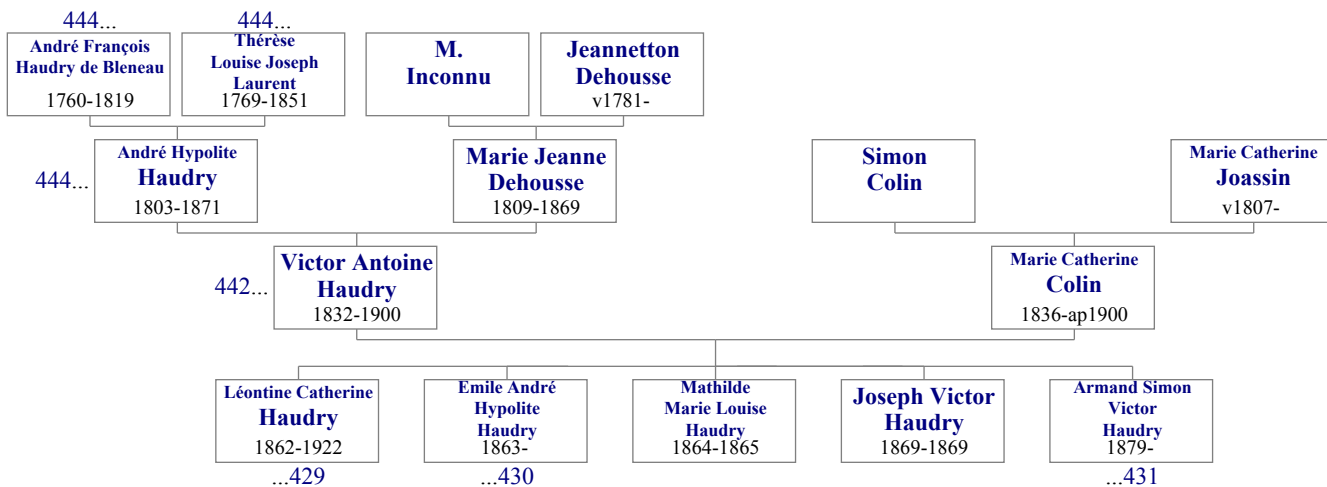 444...
444...
André François
Haudry de Bleneau
1760-1819
Thérèse
Louise Joseph
Laurent
1769-1851
M.
Inconnu
Jeannetton
Dehousse
v1781-
444...
André Hypolite
Haudry
1803-1871
Marie Jeanne
Dehousse
1809-1869
Simon
Colin
Marie Catherine
Joassin
v1807-
442...
Victor Antoine
Haudry
1832-1900
Marie Catherine
Colin
1836-ap1900
Léontine Catherine
Haudry
1862-1922
Emile André
Hypolite
Haudry
1863-
Mathilde
Marie Louise
Haudry
1864-1865
Joseph Victor
Haudry
1869-1869
Armand Simon
Victor
Haudry
1879-
...429
...430
...431